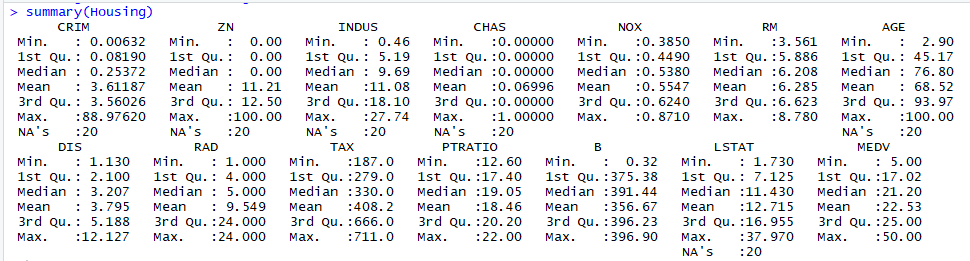 > summary(Housing)
CRIM ZN INDUS CHAS NOX RM AGE
Min. : 0.00632 Min. : 0.00 Min. : 0.46 Min. :0.00000 Min. :0.3850 Min. :3.561 Min. : 2.90
1st Qu.: 0.08190 1st Qu.: 0.00 1st Qu.: 5.19 1st Qu.:0.00000 1st Qu.:0.4490 1st Qu.:5.886 1st Qu.: 45.17
Median : 0.25372 Median : 0.00 Median : 9.69 Median :0.00000 Median :0.5380 Median :6.208 Median : 76.80
Mean : 3.61187 Mean : 11.21 Mean :11.08 Mean :0.06996 Mean :0.5547 Mean :6.285 Mean : 68.52
3rd Qu.: 3.56026 3rd Qu.: 12.50 3rd Qu.:18.10 3rd Qu.:0.00000 3rd Qu.:0.6240 3rd Qu.:6.623 3rd Qu.: 93.97
Max. :88.97620 Max. :100.00 Max. :27.74 Max. :1.00000 Max. :0.8710 Max. :8.780 Max. :100.00
NA's :20 NA's :20 NA's :20 NA's :20 NA's :20
DIS RAD TAX PTRATIO B LSTAT MEDV
Min. : 1.130 Min. : 1.000 Min. :187.0 Min. :12.60 Min. : 0.32 Min. : 1.730 Min. : 5.00
1st Qu.: 2.100 1st Qu.: 4.000 1st Qu.:279.0 1st Qu.:17.40 1st Qu.:375.38 1st Qu.: 7.125 1st Qu.:17.02
Median : 3.207 Median : 5.000 Median :330.0 Median :19.05 Median :391.44 Median :11.430 Median :21.20
Mean : 3.795 Mean : 9.549 Mean :408.2 Mean :18.46 Mean :356.67 Mean :12.715 Mean :22.53
3rd Qu.: 5.188 3rd Qu.:24.000 3rd Qu.:666.0 3rd Qu.:20.20 3rd Qu.:396.23 3rd Qu.:16.955 3rd Qu.:25.00
Max. :12.127 Max. :24.000 Max. :711.0 Max. :22.00 Max. :396.90 Max. :37.970 Max. :50.00
NA's :20